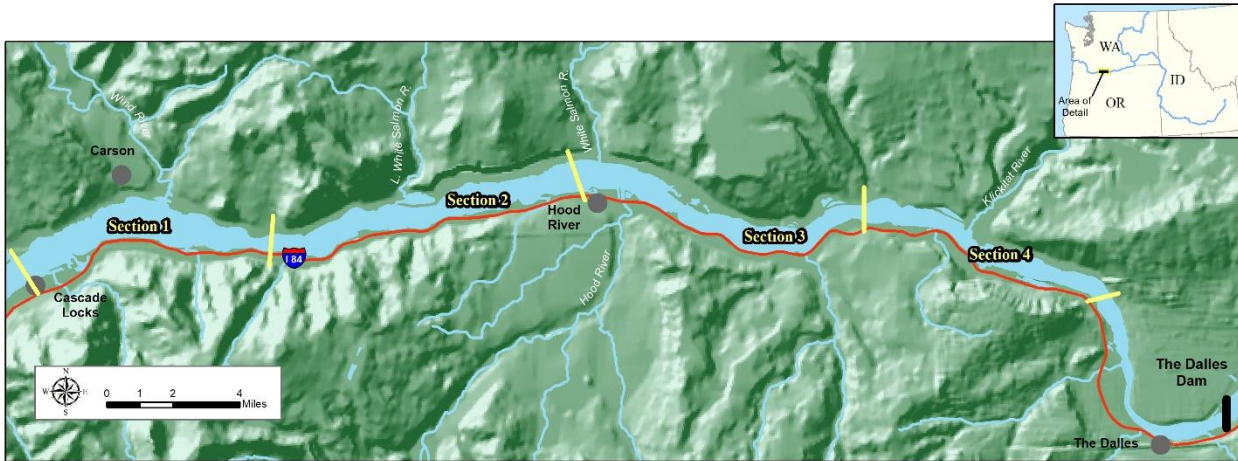 WA
ID
OR
Area of
Detail
Wind River
L. White Salmon R.
White Salmon R.
Klickitat River
Carson
Section 1
Section 2
Section 3
Section 4
I 84
Hood
River
Hood River
Cascade
Locks
The Dalles
Dam
The Dalles
N
W
E
S
0 1 2 4
Miles